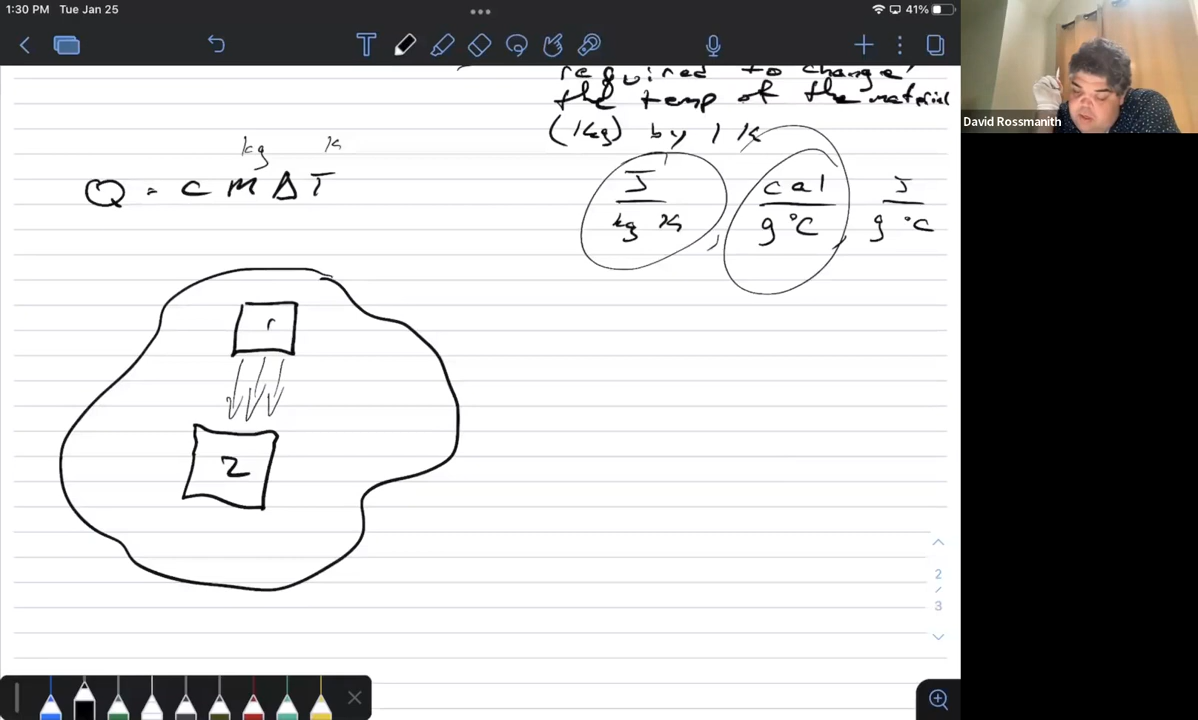 1:30 PM Tue Jan 25
41%
required to change
the temp of the material
(1kg) by 1 K
kg K
Q = c m Δ T
J/kg K, cal/g °C, J/g °C
1
2
David Rossmanith
2
/
3
T